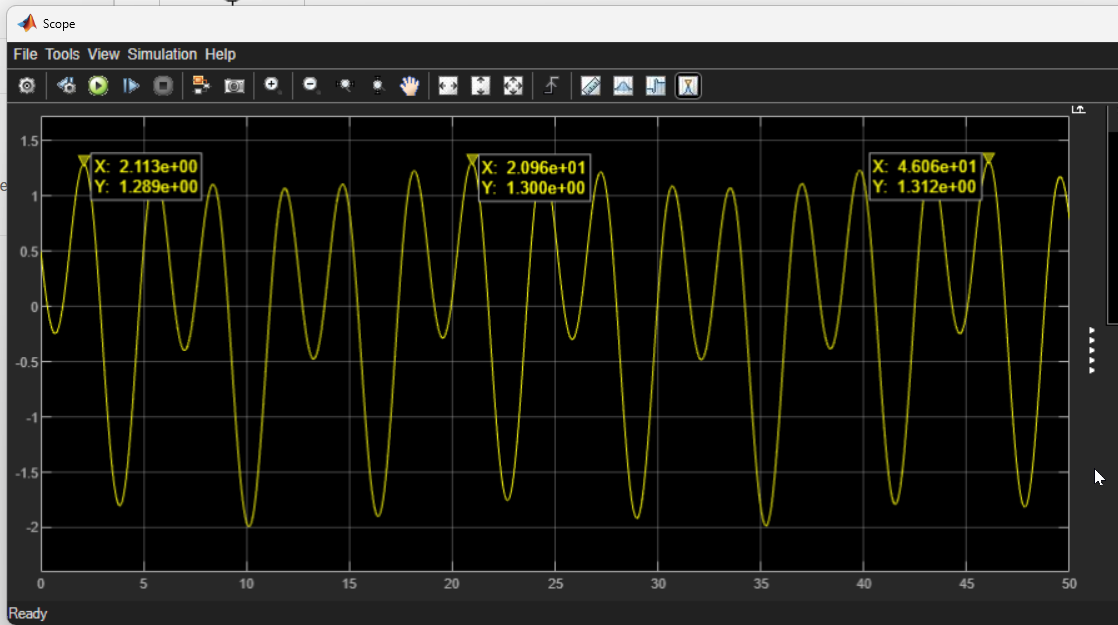 Scope
File Tools View Simulation Help
1.5
1
0.5
0
-0.5
-1
-1.5
-2
X: 2.113e+00
Y: 1.289e+00
X: 2.096e+01
Y: 1.300e+00
X: 4.606e+01
Y: 1.312e+00
0 5 10 15 20 25 30 35 40 45 50
Ready